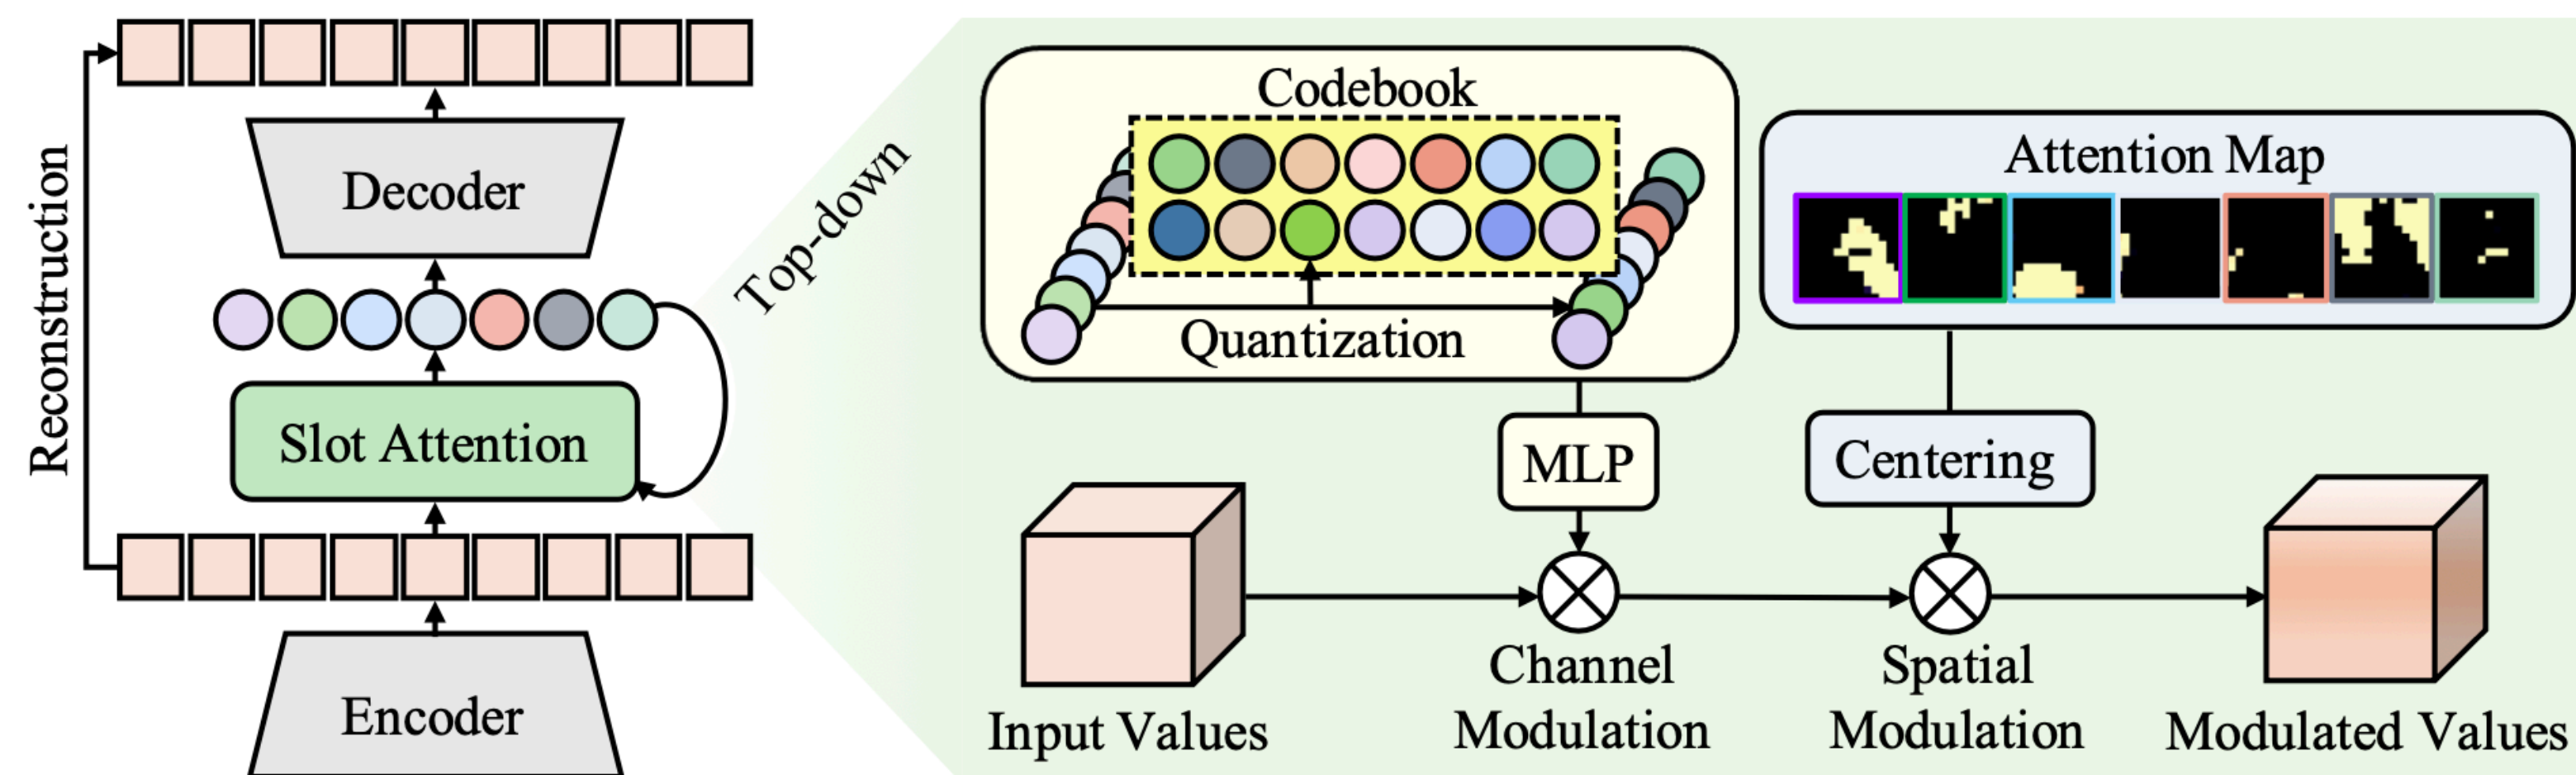 Reconstruction
Decoder
Slot Attention
Encoder
Top-down
Codebook
Quantization
Attention Map
MLP
Centering
Input Values
Channel
Modulation
Spatial
Modulation
Modulated Values